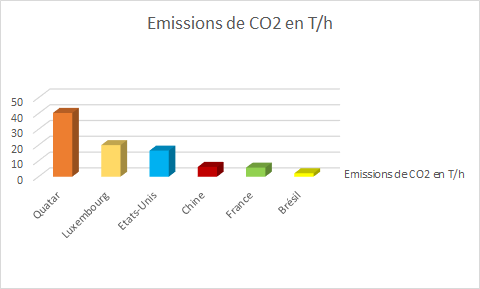 Emissions de CO2 en T/h
50
40
30
20
10
0
Quatar
Luxembourg
Etats-Unis
Chine
France
Brésil
Emissions de CO2 en T/h